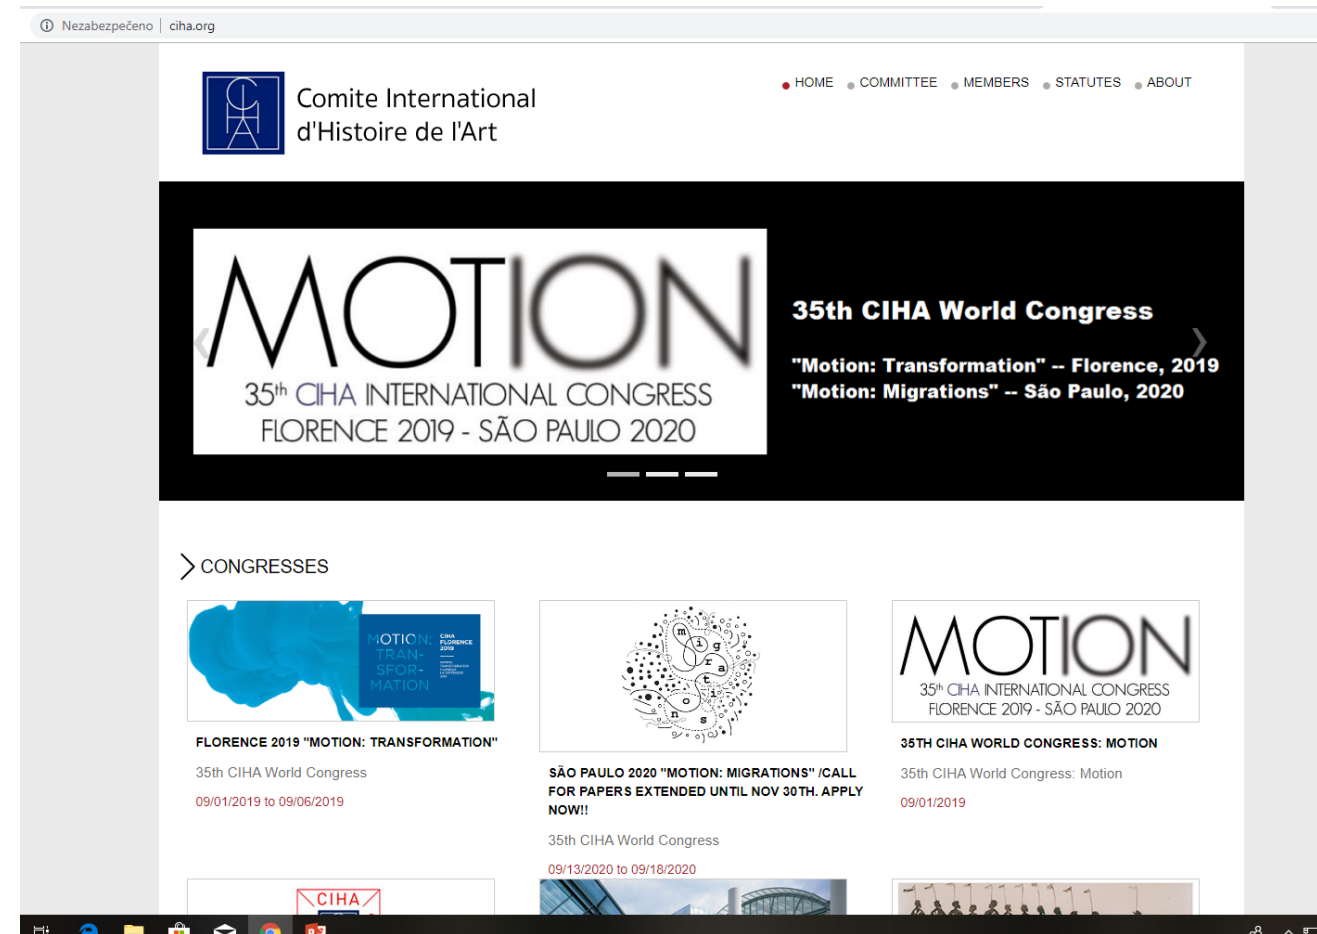 Nezabezpečeno | ciha.org
Comite International
d'Histoire de l'Art
HOME COMMITTEE MEMBERS STATUTES ABOUT
MOTION
35th CIHA INTERNATIONAL CONGRESS
FLORENCE 2019 - SÃO PAULO 2020
35th CIHA World Congress
"Motion: Transformation" -- Florence, 2019
"Motion: Migrations" -- São Paulo, 2020
CONGRESSES
MOTION:
TRAN-
SFOR-
MATION
CIHA
FLORENCE
2019
FLORENCE 2019 "MOTION: TRANSFORMATION"
35th CIHA World Congress
09/01/2019 to 09/06/2019
migrations
SÃO PAULO 2020 "MOTION: MIGRATIONS" /CALL
FOR PAPERS EXTENDED UNTIL NOV 30TH. APPLY
NOW!!
35th CIHA World Congress
09/13/2020 to 09/18/2020
MOTION
35th CIHA INTERNATIONAL CONGRESS
FLORENCE 2019 - SÃO PAULO 2020
35TH CIHA WORLD CONGRESS: MOTION
35th CIHA World Congress: Motion
09/01/2019
CIHA